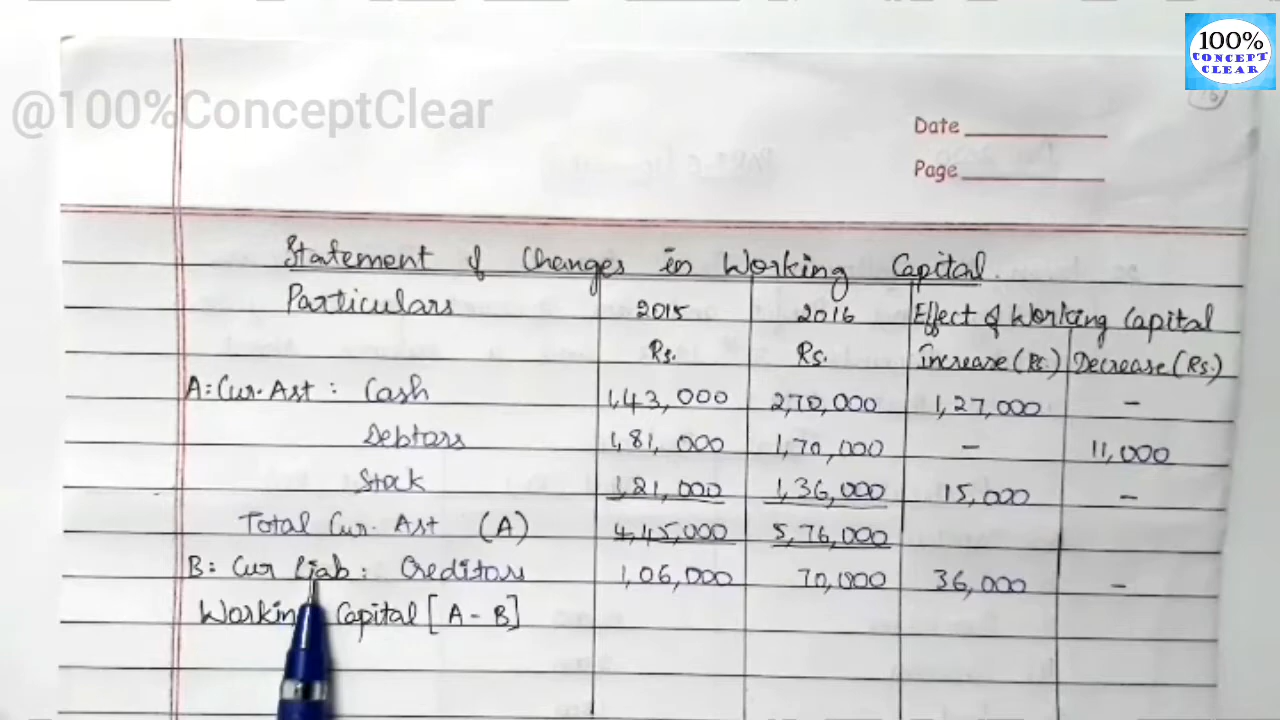 100%
CONCEPT
CLEAR
@100%ConceptClear
Date
Page
Statement of Changes in Working Capital.
Particulars 2015 2016 Effect of Working Capital
Rs. Rs. Increase (Rs.) Decrease (Rs.)
A: Cur. Ast : Cash 1,43,000 2,70,000 1,27,000 -
Debtors 1,81,000 1,70,000 - 11,000
Stock 1,21,000 1,36,000 15,000 -
Total Cur. Ast (A) 4,45,000 5,76,000
B: Cur Liab: Creditors 1,06,000 70,000 36,000 -
Working Capital [A - B]